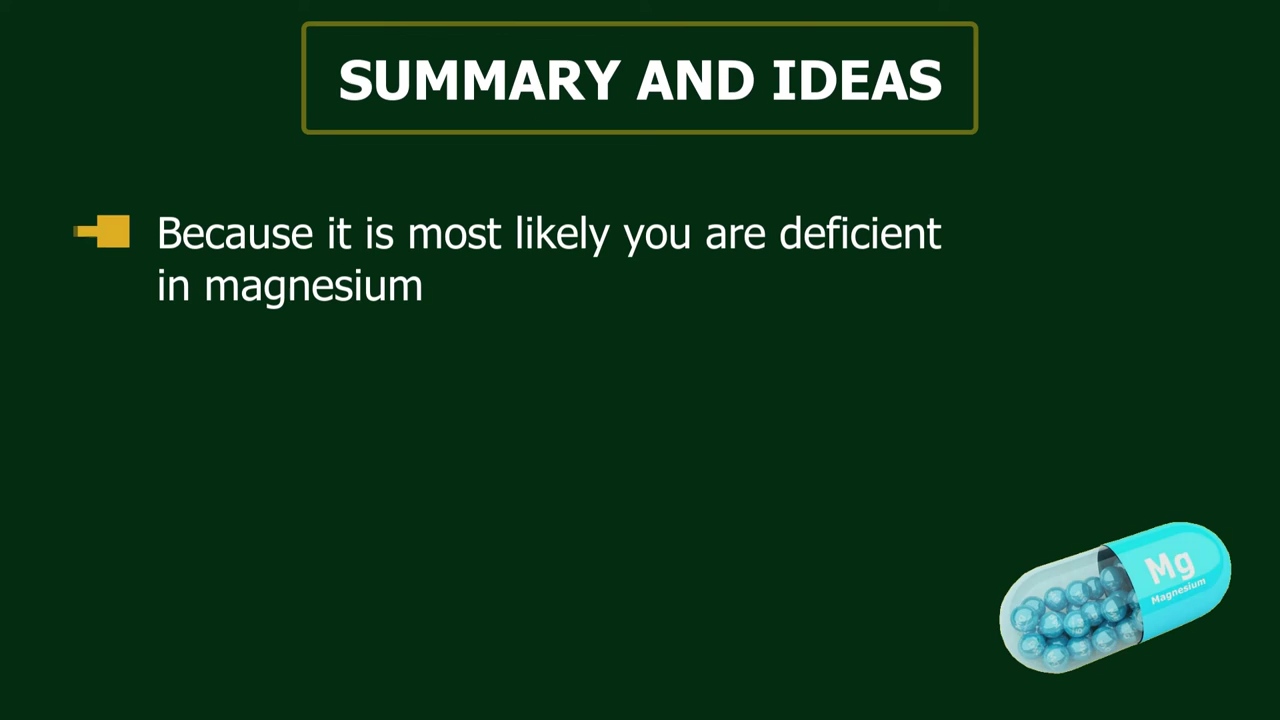 SUMMARY AND IDEAS
Because it is most likely you are deficient
in magnesium
Mg
Magnesium